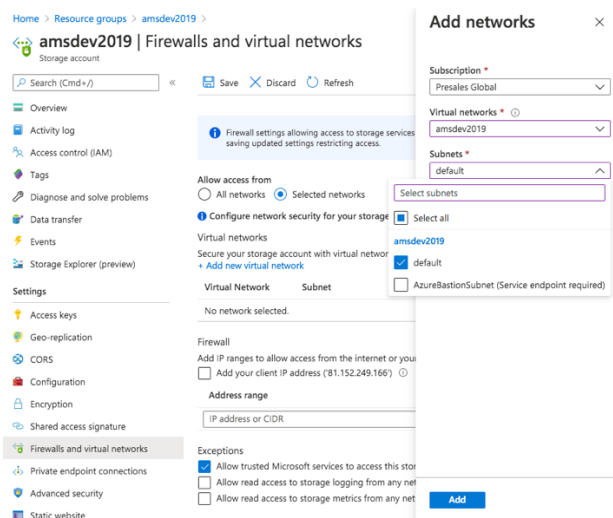 Home > Resource groups > amsdev2019 >
amsdev2019 | Firewalls and virtual networks
Storage account
Search (Cmd+/)
«
Overview
Activity log
Access control (IAM)
Tags
Diagnose and solve problems
Data transfer
Events
Storage Explorer (preview)
Settings
Access keys
Geo-replication
CORS
Configuration
Encryption
Shared access signature
Firewalls and virtual networks
Private endpoint connections
Advanced security
Static website
Save Discard Refresh
Firewall settings allowing access to storage services
saving updated settings restricting access.
Allow access from
All networks Selected networks
Configure network security for your storage
Virtual networks
Secure your storage account with virtual networ
+ Add new virtual network
Virtual Network Subnet
No network selected.
Firewall
Add IP ranges to allow access from the internet or your
Add your client IP address ('81.152.249.166')
Address range
IP address or CIDR
Exceptions
Allow trusted Microsoft services to access this stor
Allow read access to storage logging from any net
Allow read access to storage metrics from any net
Add networks
Subscription *
Presales Global
Virtual networks *
amsdev2019
Subnets *
default
Select subnets
Select all
amsdev2019
default
AzureBastionSubnet (Service endpoint required)
Add